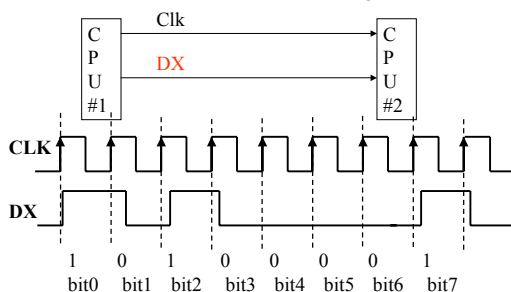 Clk
C
P
U
#1
DX
C
P
U
#2
CLK
DX
1 0 1 0 0 0 0 1
bit0 bit1 bit2 bit3 bit4 bit5 bit6 bit7